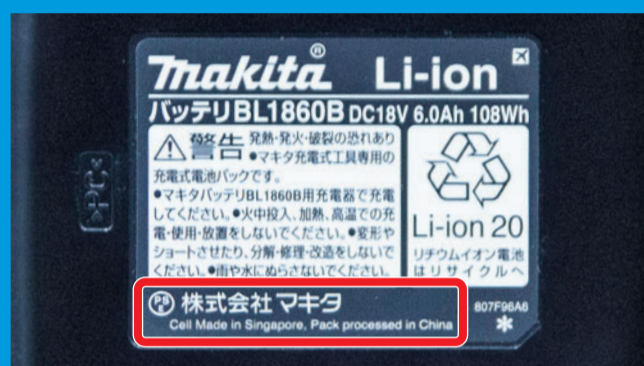 makita® Li-ion
バッテリBL1860B DC18V 6.0Ah 108Wh
警告 発熱・発火・破裂の恐れあり
●マキタ充電式工具専用の
充電式電池パックです。
●マキタバッテリBL1860B用充電器で充電
してください。●火中投入、加熱、高温での充
電・使用・放置をしないでください。●変形や
ショートさせたり、分解・修理・改造をしないで
ください。●雨や水にぬらさないでください。
Li-ion 20
リチウムイオン電池
はリサイクルへ
PS E 株式会社マキタ
Cell Made in Singapore, Pack processed in China
807F96A6
*
>PC<